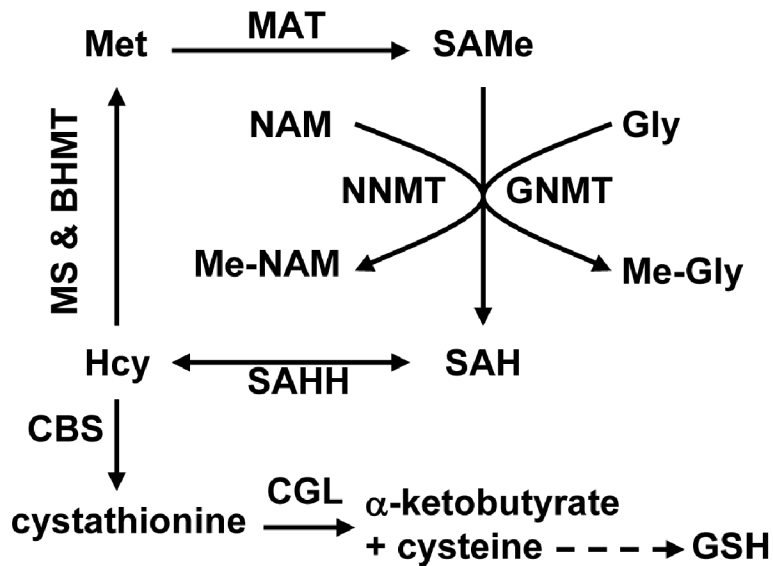 MAT
Met
SAMe
NAM
Gly
NNMT
GNMT
MS & BHMT
Me-NAM
Me-Gly
Hcy
SAH
SAHH
CBS
CGL
α-ketobutyrate
cystathionine
+ cysteine
GSH